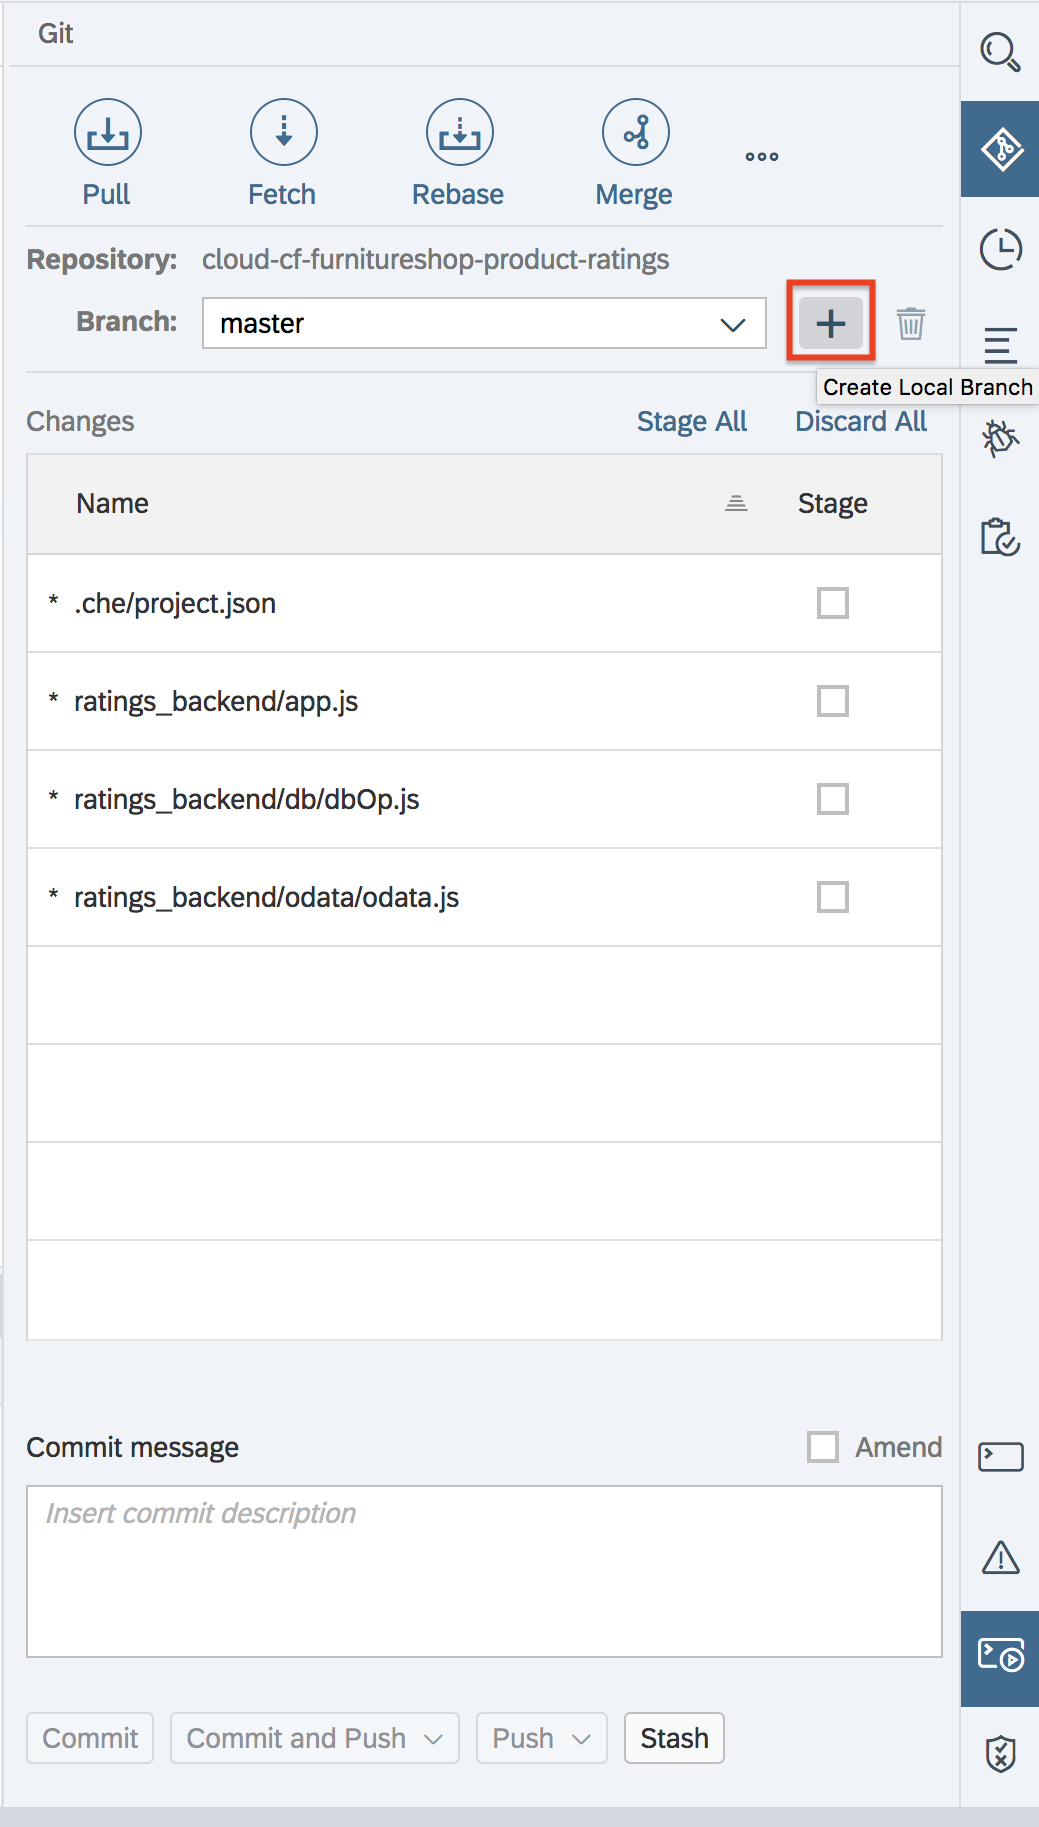 Git
Pull Fetch Rebase Merge
Repository: cloud-cf-furnitureshop-product-ratings
Branch: master
Create Local Branch
Changes Stage All Discard All
Name Stage
* .che/project.json
* ratings_backend/app.js
* ratings_backend/db/dbOp.js
* ratings_backend/odata/odata.js
Commit message Amend
Insert commit description
Commit Commit and Push Push Stash